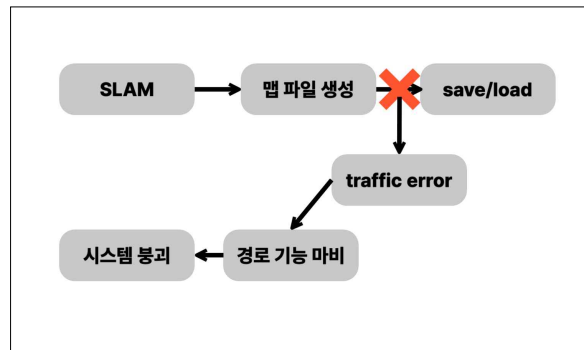 SLAM
맵 파일 생성
save/load
traffic error
시스템 붕괴
경로 기능 마비